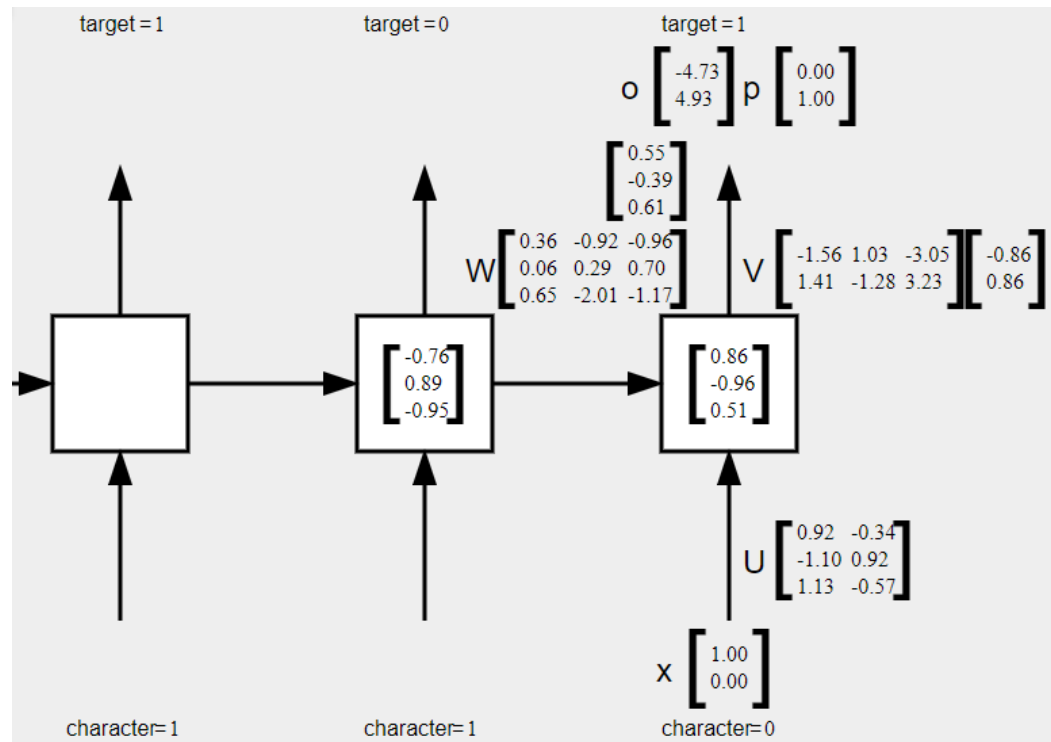 target = 1 target = 0 target = 1
o -4.73 p 0.00
4.93 1.00
0.55
-0.39
0.61
W 0.36 -0.92 -0.96
0.06 0.29 0.70
0.65 -2.01 -1.17
V -1.56 1.03 -3.05 -0.86
1.41 -1.28 3.23 0.86
-0.76 0.86
0.89 -0.96
-0.95 0.51
U 0.92 -0.34
-1.10 0.92
1.13 -0.57
x 1.00
0.00
character= 1 character= 1 character= 0